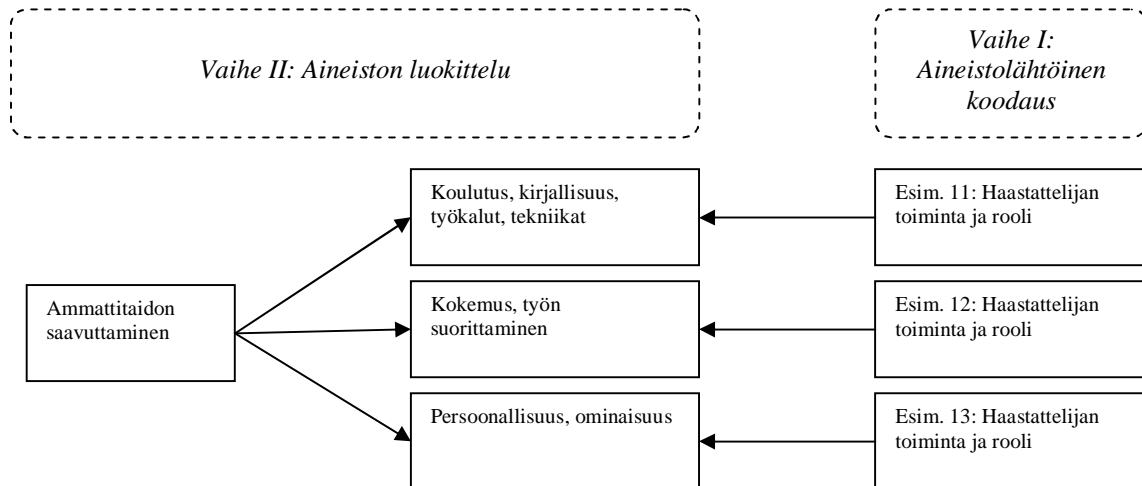 Vaihe II: Aineiston luokittelu
Vaihe I:
Aineistolähtöinen
koodaus
Koulutus, kirjallisuus,
työkalut, tekniikat
Esim. 11: Haastattelijan
toiminta ja rooli
Ammattitaidon
saavuttaminen
Kokemus, työn
suorittaminen
Esim. 12: Haastattelijan
toiminta ja rooli
Persoonallisuus, ominaisuus
Esim. 13: Haastattelijan
toiminta ja rooli